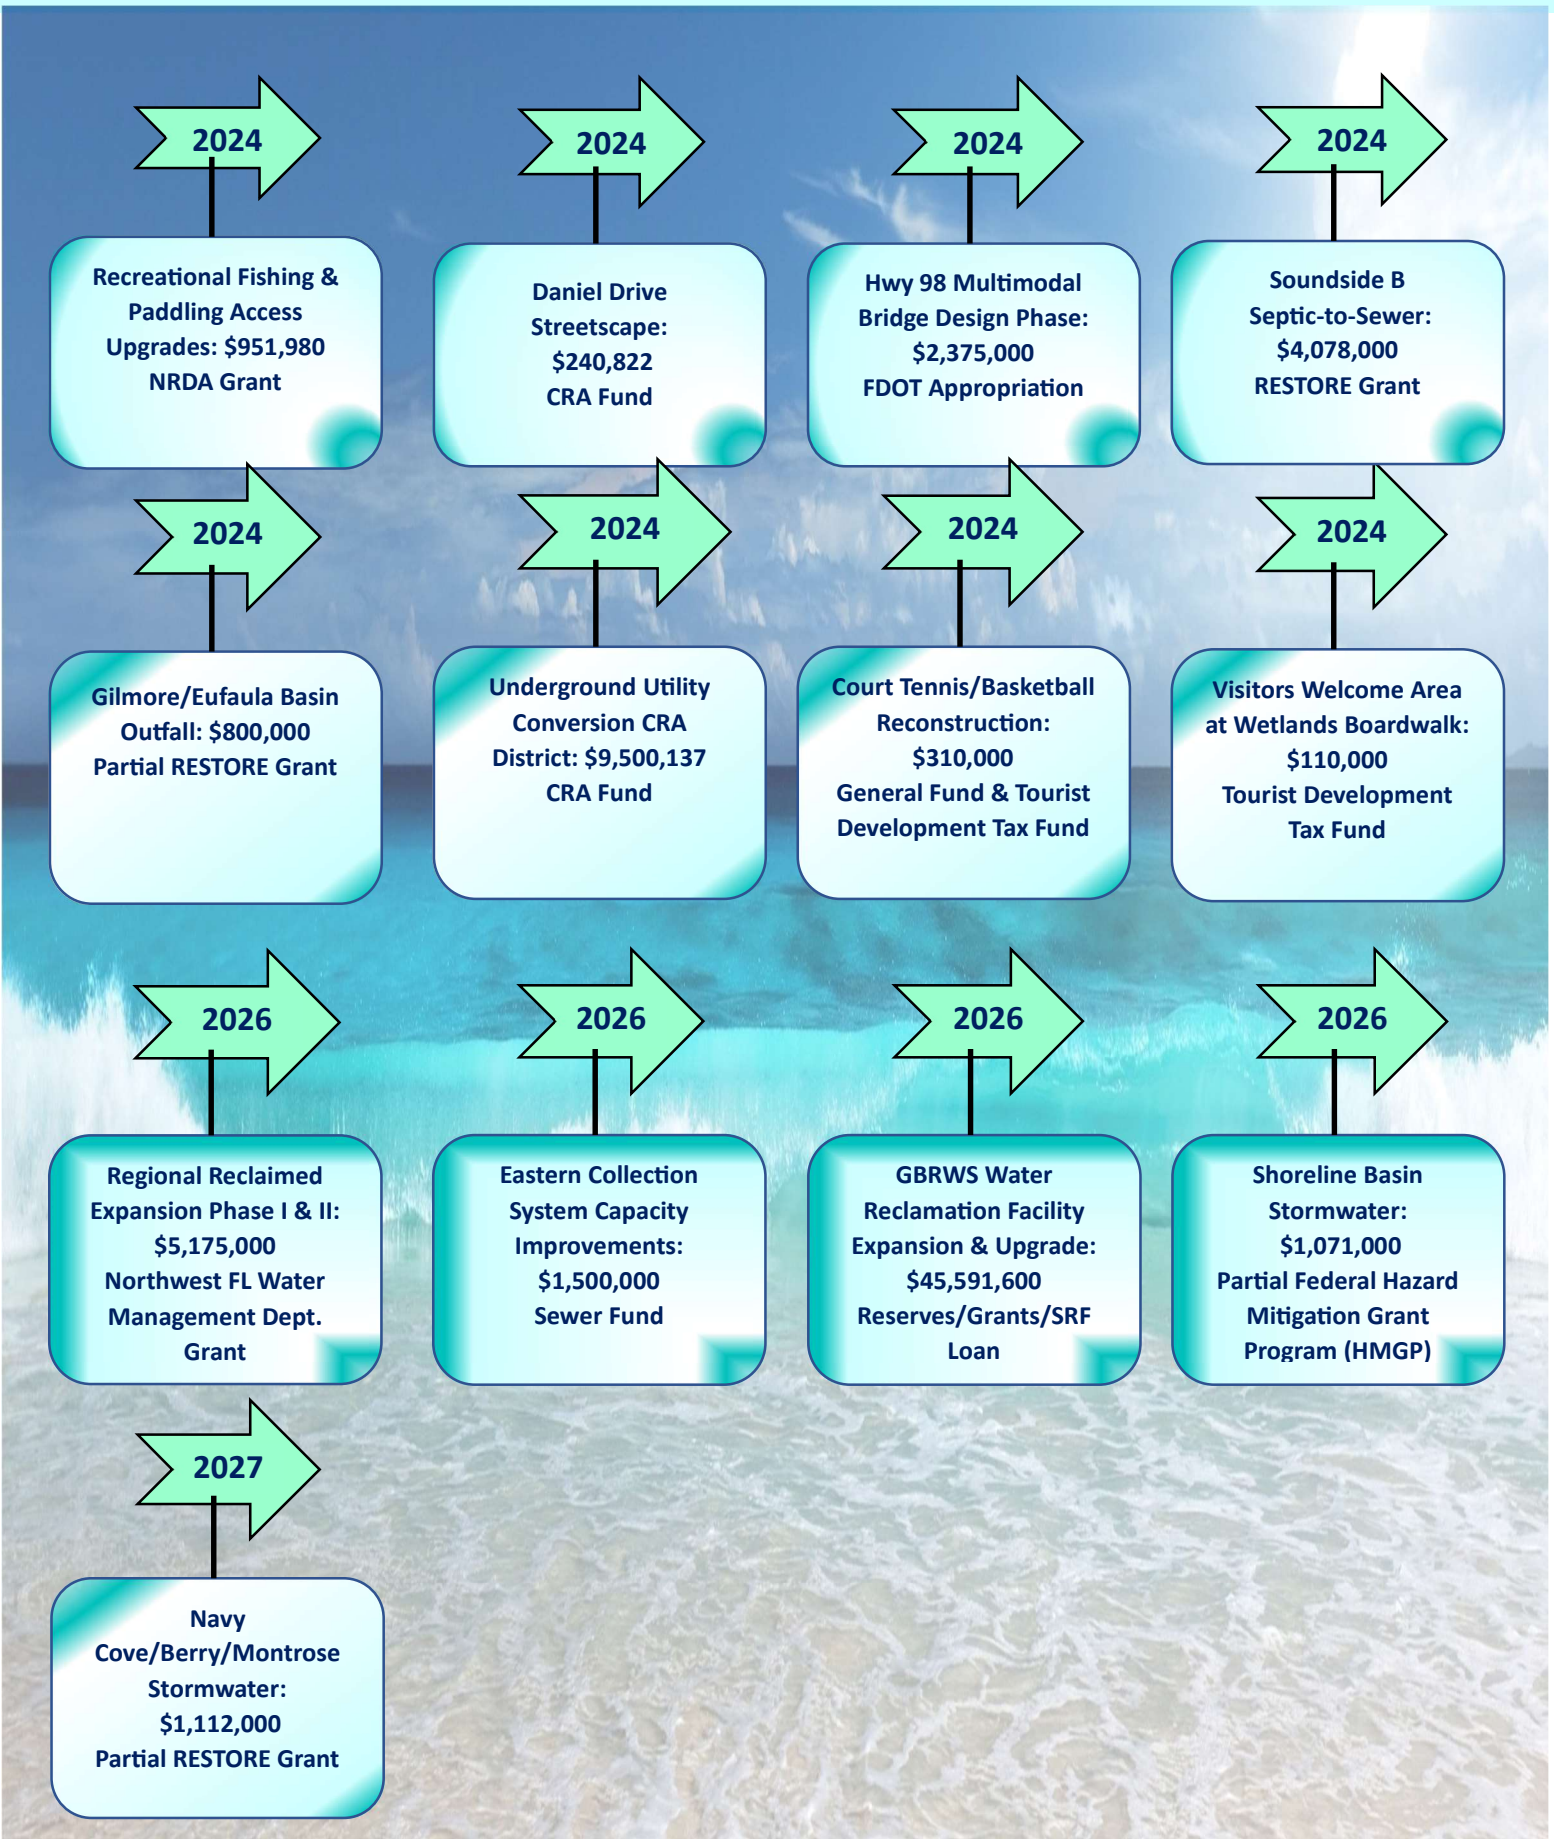 2024
Recreational Fishing &
Paddling Access
Upgrades: $951,980
NRDA Grant
2024
Daniel Drive
Streetscape:
$240,822
CRA Fund
2024
Hwy 98 Multimodal
Bridge Design Phase:
$2,375,000
FDOT Appropriation
2024
Soundside B
Septic-to-Sewer:
$4,078,000
RESTORE Grant
2024
Gilmore/Eufaula Basin
Outfall: $800,000
Partial RESTORE Grant
2024
Underground Utility
Conversion CRA
District: $9,500,137
CRA Fund
2024
Court Tennis/Basketball
Reconstruction:
$310,000
General Fund & Tourist
Development Tax Fund
2024
Visitors Welcome Area
at Wetlands Boardwalk:
$110,000
Tourist Development
Tax Fund
2026
Regional Reclaimed
Expansion Phase I & II:
$5,175,000
Northwest FL Water
Management Dept.
Grant
2026
Eastern Collection
System Capacity
Improvements:
$1,500,000
Sewer Fund
2026
GBRWS Water
Reclamation Facility
Expansion & Upgrade:
$45,591,600
Reserves/Grants/SRF
Loan
2026
Shoreline Basin
Stormwater:
$1,071,000
Partial Federal Hazard
Mitigation Grant
Program (HMGP)
2027
Navy
Cove/Berry/Montrose
Stormwater:
$1,112,000
Partial RESTORE Grant